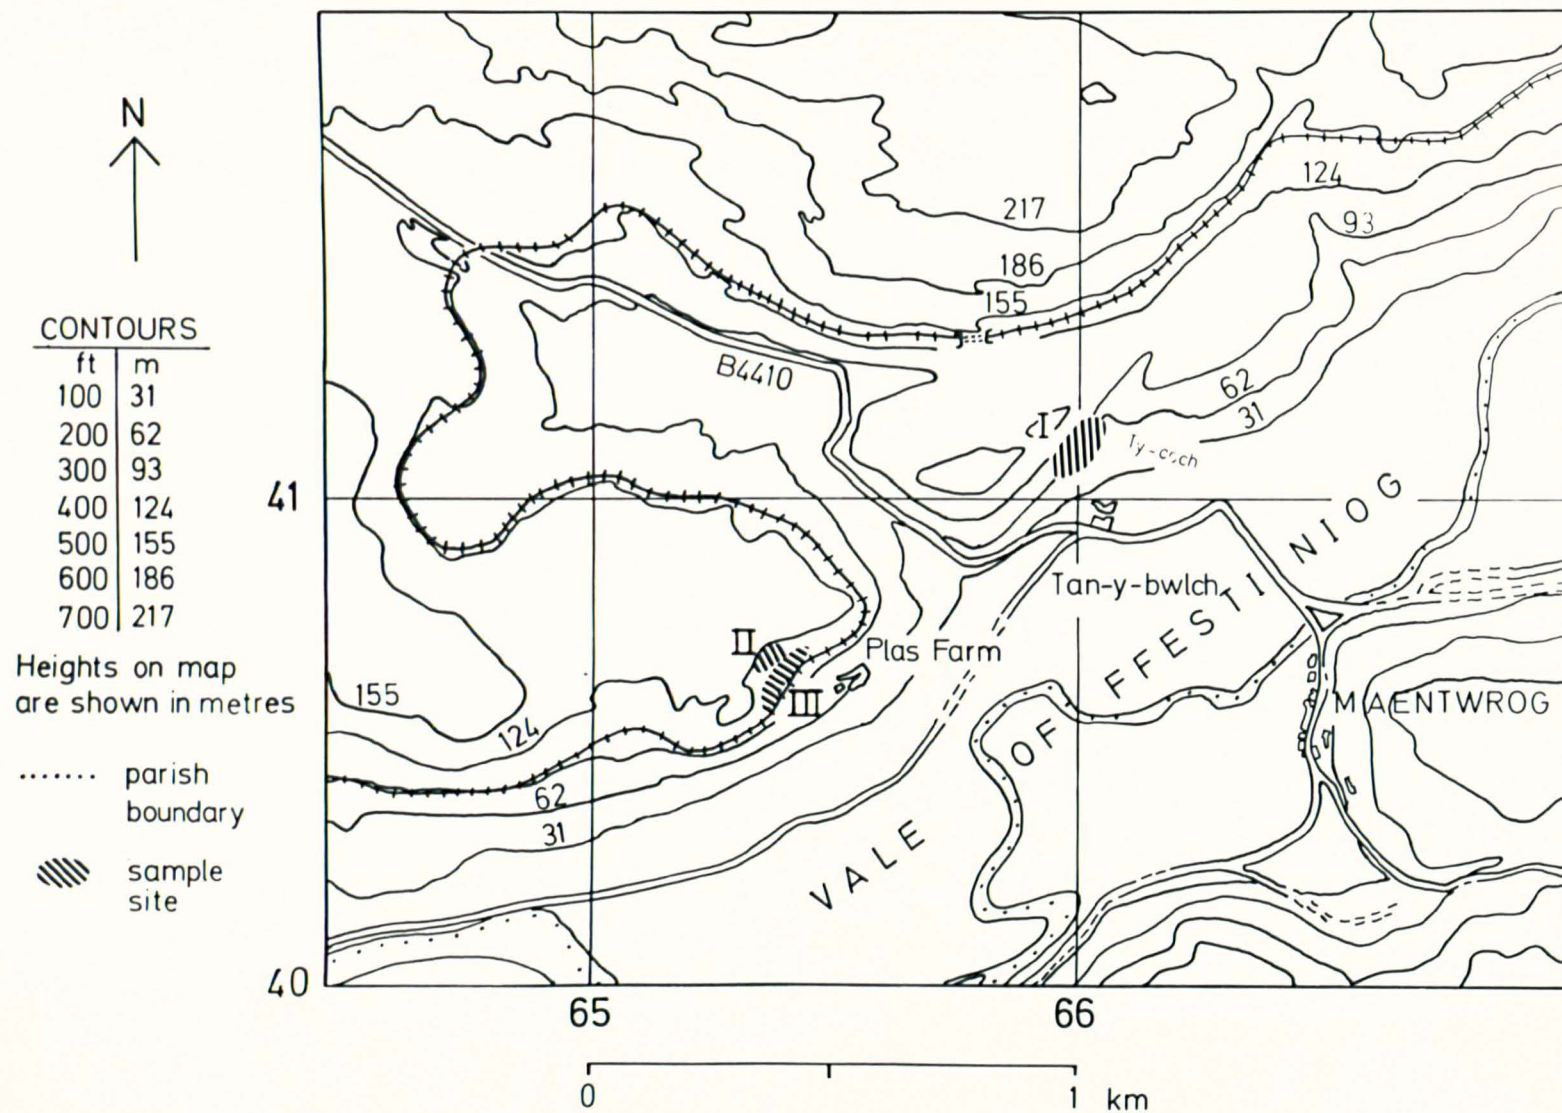 N
CONTOURS
ft m
100 31
200 62
300 93
400 124
500 155
600 186
700 217
Heights on map
are shown in metres
parish
boundary
sample
site
217
186
155
124
93
62
31
B4410
I
II
III
Tan-y-bwlch
Plas Farm
MAENTWROG
VALE OF FFESTINIOG
155
124
62
31
41
40
65
66
0 1 km